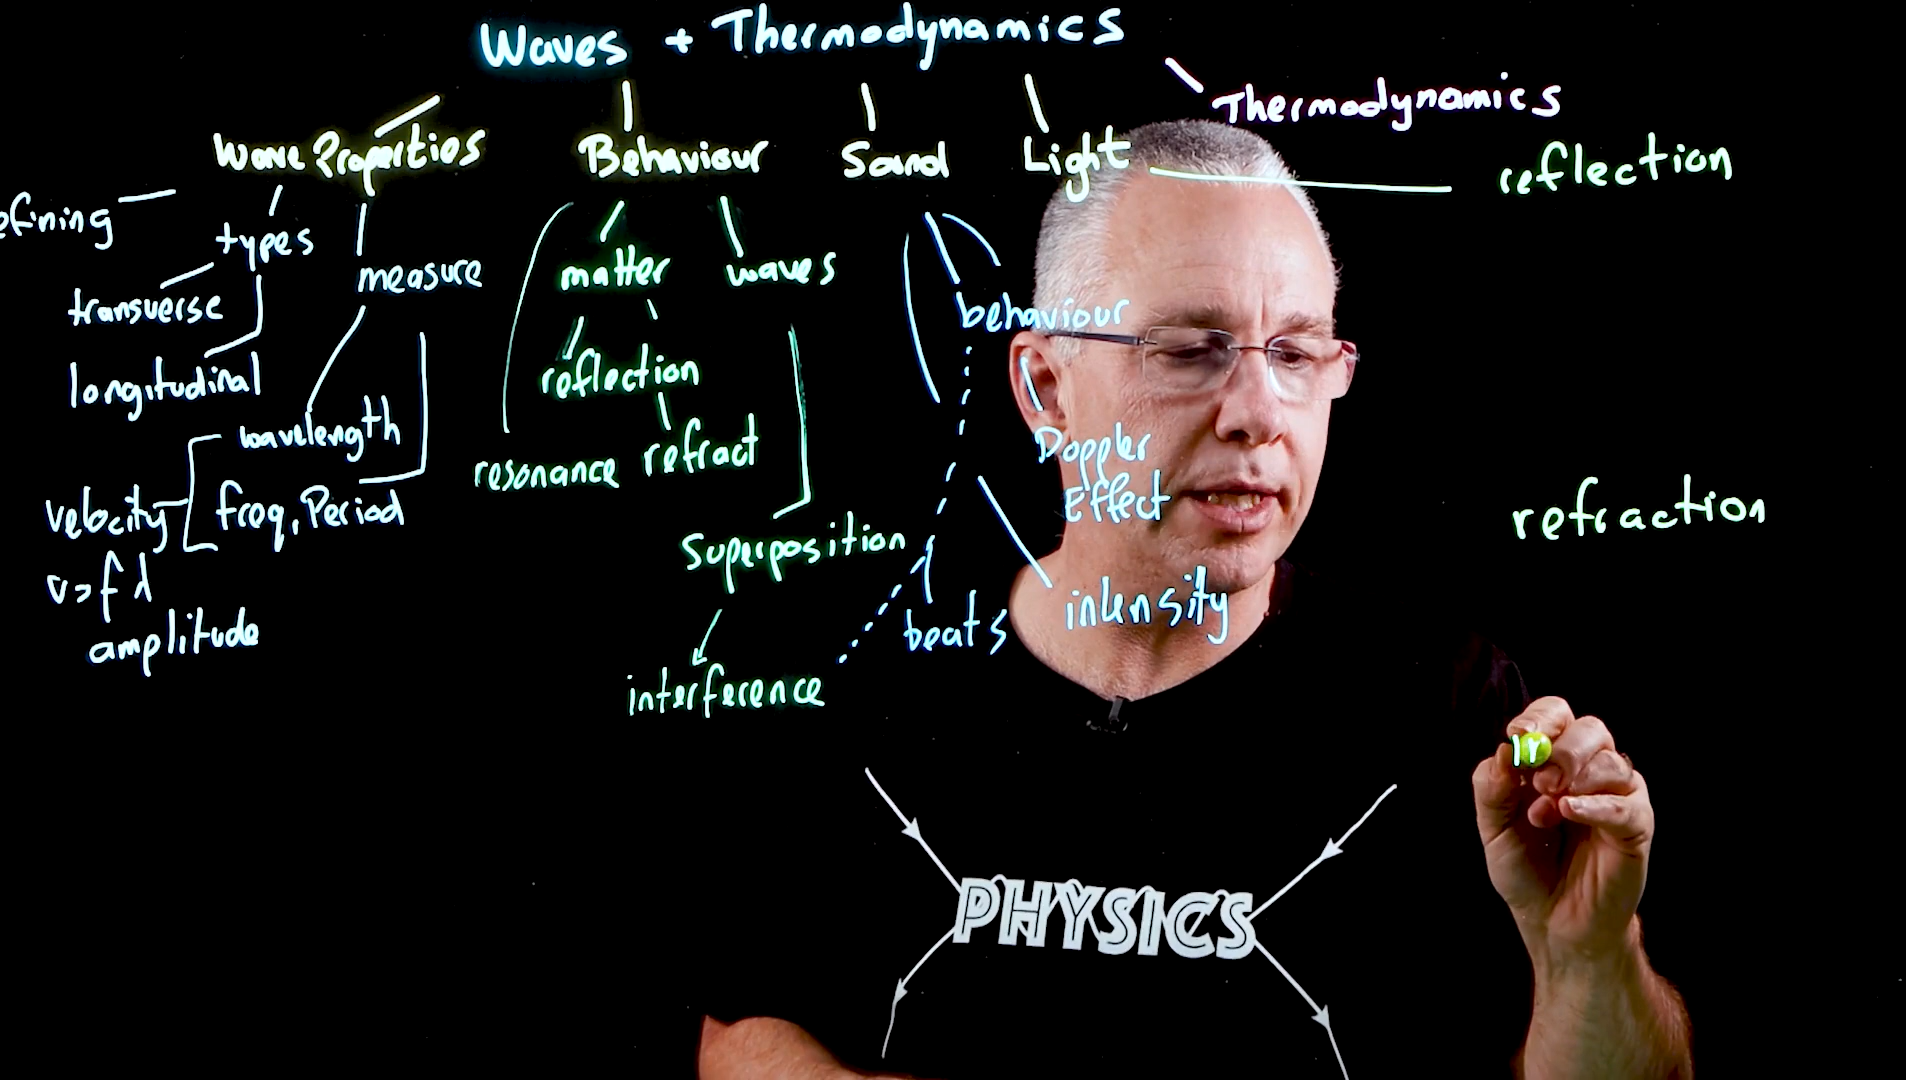 Waves + Thermodynamics
Thermodynamics
Wave Properties
Behaviour
Sound
Light
reflection
efining
types
measure
matter
waves
transverse
longitudinal
behaviour
reflection
wavelength
resonance
refract
Doppler
Effect
velocity
freq, Period
refraction
v=fλ
Superposition
amplitude
beats
intensity
interference
PHYSICS